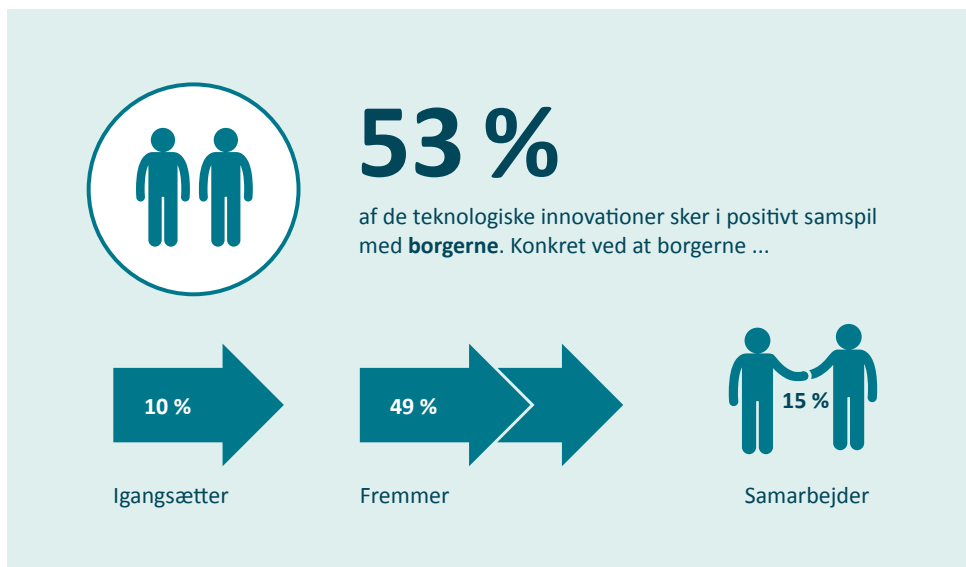 53 %
af de teknologiske innovationer sker i positivt samspil
med borgerne. Konkret ved at borgerne ...
10 %
49 %
15 %
Igangsætter
Fremmer
Samarbejder